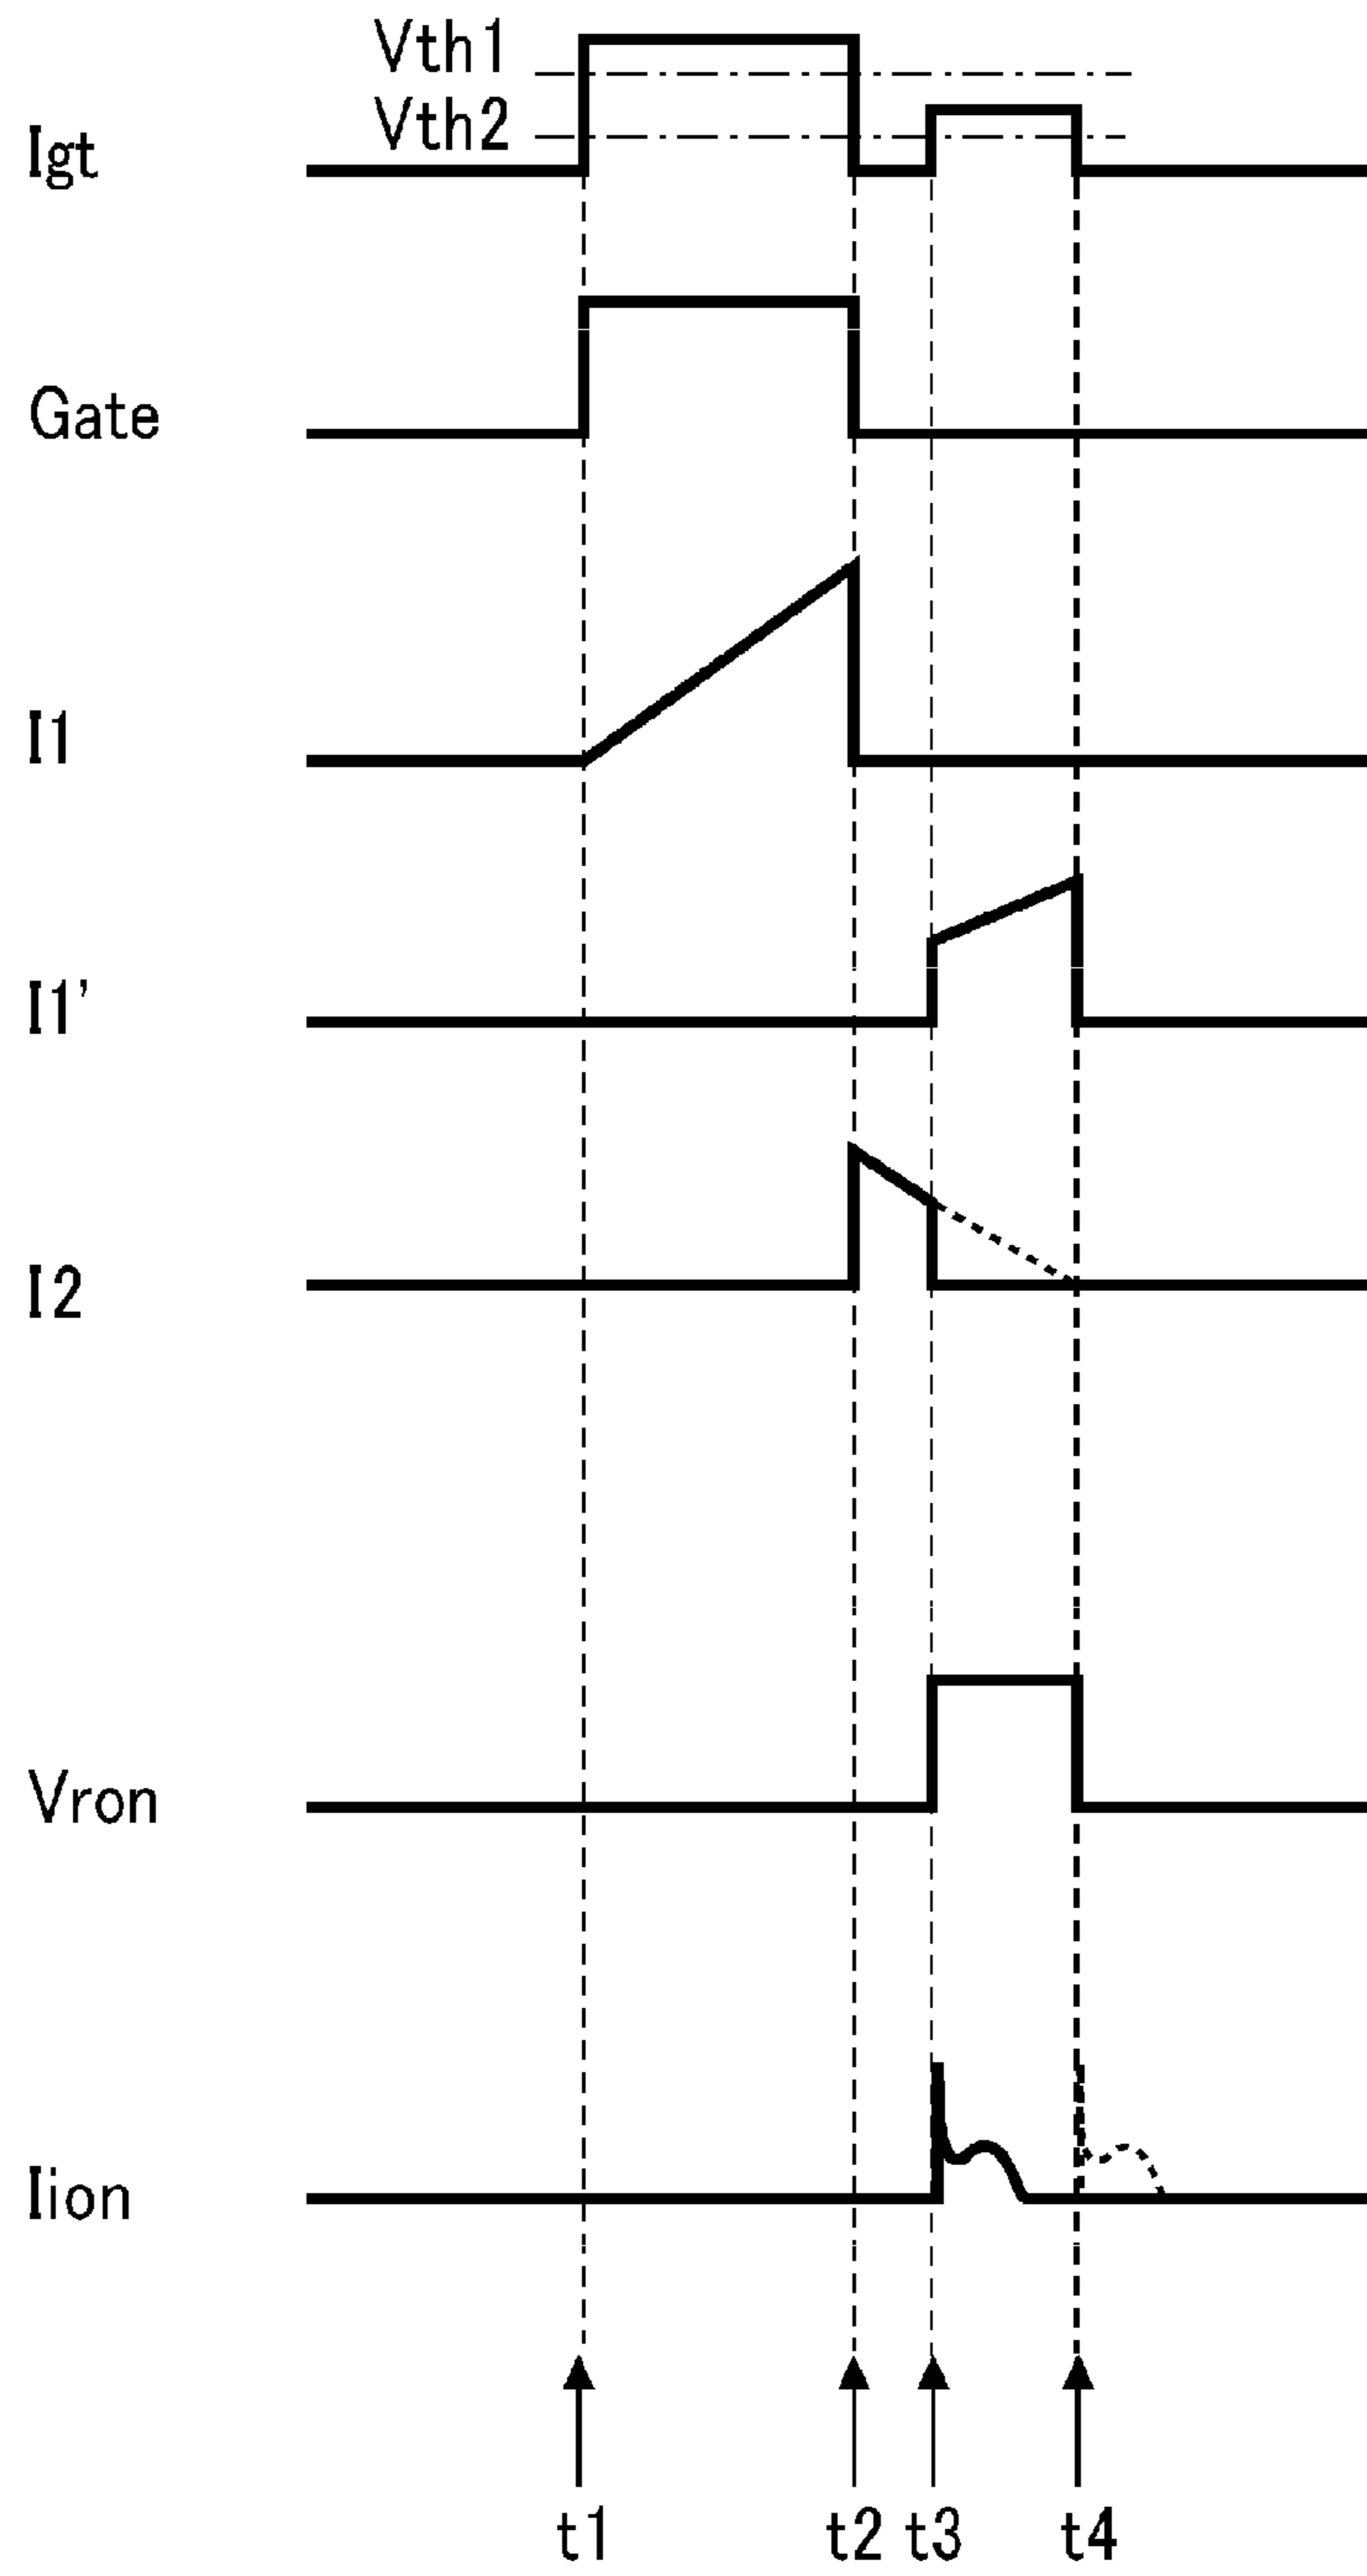 Vth1
Vth2
Igt
Gate
I1
I1'
I2
Vron
Iion
t1 t2 t3 t4